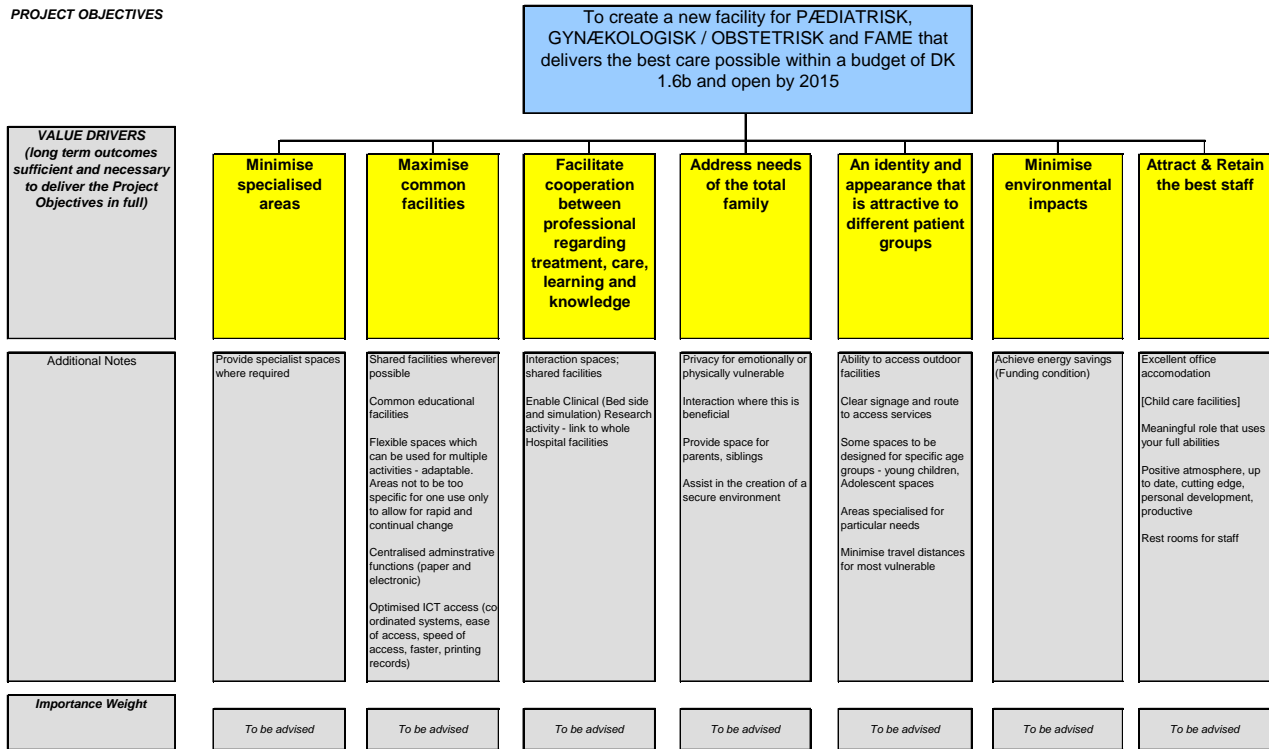 PROJECT OBJECTIVES
To create a new facility for PÆDIATRISK,
GYNÆKOLOGISK / OBSTETRISK and FAME that
delivers the best care possible within a budget of DK
1.6b and open by 2015
VALUE DRIVERS
(long term outcomes
sufficient and necessary
to deliver the Project
Objectives in full)
Minimise
specialised
areas
Maximise
common
facilities
Facilitate
cooperation
between
professional
regarding
treatment, care,
learning and
knowledge
Address needs
of the total
family
An identity and
appearance that
is attractive to
different patient
groups
Minimise
environmental
impacts
Attract & Retain
the best staff
Additional Notes
Provide specialist spaces
where required
Shared facilities wherever
possible
Common educational
facilities
Flexible spaces which
can be used for multiple
activities - adaptable.
Areas not to be too
specific for one use only
to allow for rapid and
continual change
Centralised adminstrative
functions (paper and
electronic)
Optimised ICT access (co
ordinated systems, ease
of access, speed of
access, faster, printing
records)
Interaction spaces;
shared facilities
Enable Clinical (Bed side
and simulation) Research
activity - link to whole
Hospital facilities
Privacy for emotionally or
physically vulnerable
Interaction where this is
beneficial
Provide space for
parents, siblings
Assist in the creation of a
secure environment
Ability to access outdoor
facilities
Clear signage and route
to access services
Some spaces to be
designed for specific age
groups - young children,
Adolescent spaces
Areas specialised for
particular needs
Minimise travel distances
for most vulnerable
Achieve energy savings
(Funding condition)
Excellent office
accomodation
[Child care facilities]
Meaningful role that uses
your full abilities
Positive atmosphere, up
to date, cutting edge,
personal development,
productive
Rest rooms for staff
Importance Weight
To be advised
To be advised
To be advised
To be advised
To be advised
To be advised
To be advised